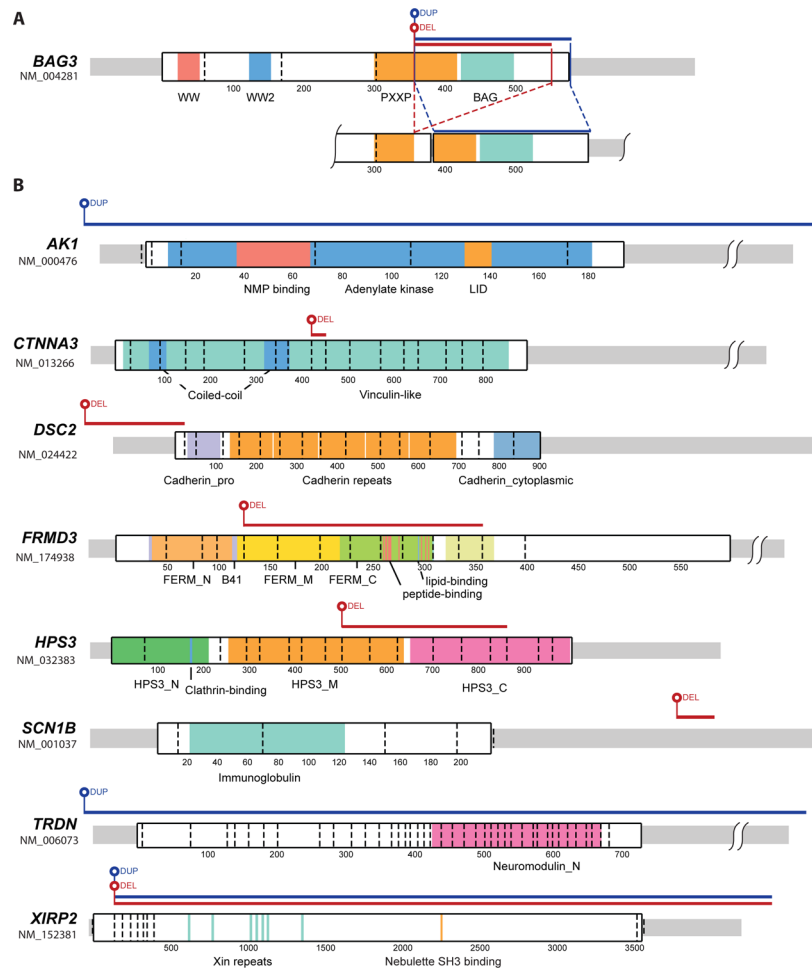 A
DUP
DEL
BAG3
NM_004281
100 200 300 400 500
WW WW2 PXXP BAG
300 400 500
B
DUP
AK1
NM_000476
20 40 60 80 100 120 140 160 180
NMP binding Adenylate kinase LID
DEL
CTNNA3
NM_013266
100 200 300 400 500 600 700 800
Coiled-coil Vinculin-like
DEL
DSC2
NM_024422
100 200 300 400 500 600 700 800 900
Cadherin_pro Cadherin repeats Cadherin_cytoplasmic
DEL
FRMD3
NM_174938
50 100 150 200 250 300 350 400 450 500 550
FERM_N B41 FERM_M FERM_C lipid-binding
peptide-binding
DEL
HPS3
NM_032383
100 200 300 400 500 600 700 800 900
HPS3_N Clathrin-binding HPS3_M HPS3_C
DEL
SCN1B
NM_001037
20 40 60 80 100 120 140 160 180 200
Immunoglobulin
DUP
TRDN
NM_006073
100 200 300 400 500 600 700
Neuromodulin_N
DUP
DEL
XIRP2
NM_152381
500 1000 1500 2000 2500 3000 3500
Xin repeats Nebulette SH3 binding